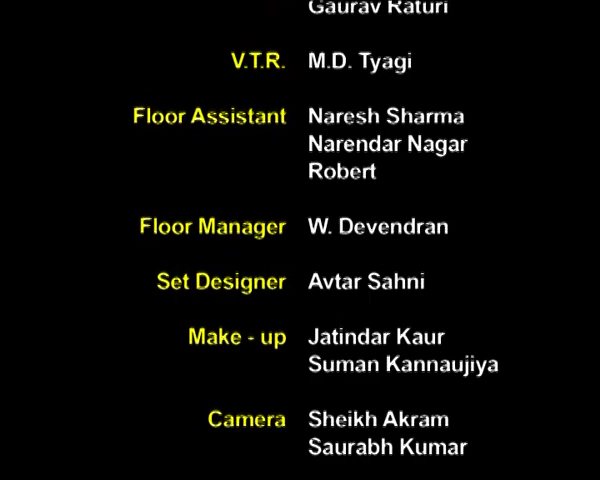 Gaurav Raturi
V.T.R. M.D. Tyagi
Floor Assistant Naresh Sharma
Narendar Nagar
Robert
Floor Manager W. Devendran
Set Designer Avtar Sahni
Make - up Jatindar Kaur
Suman Kannaujiya
Camera Sheikh Akram
Saurabh Kumar